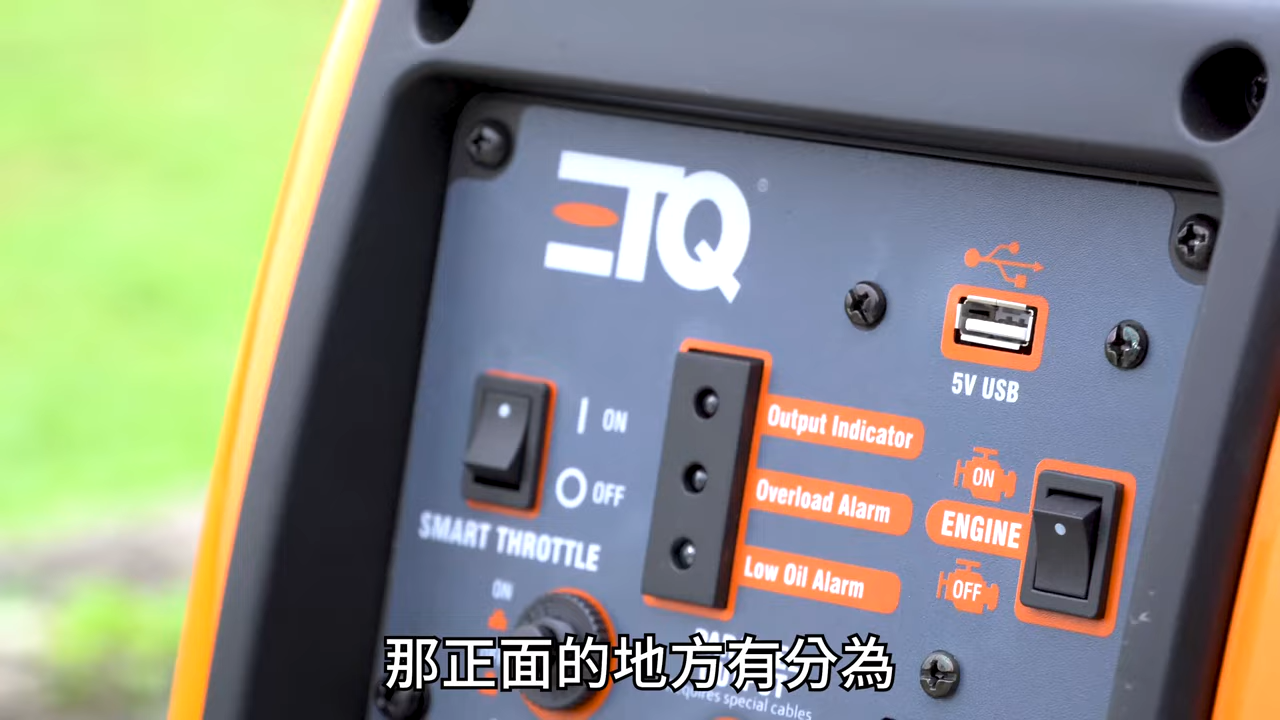 ETQ®
5V USB
ON
OFF
SMART THROTTLE
Output Indicator
Overload Alarm
Low Oil Alarm
ON
ENGINE
OFF
ON
special cables
那正面的地方有分為